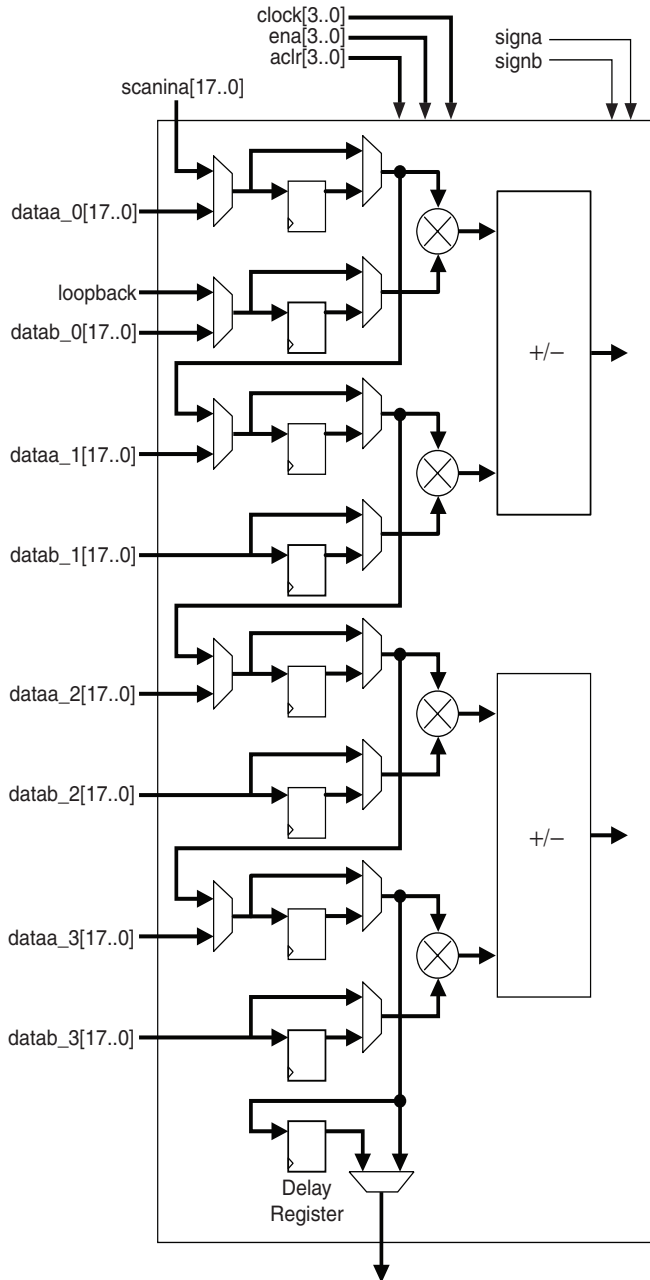 clock[3..0]
ena[3..0]
aclr[3..0]
signa
signb
scanina[17..0]
dataa_0[17..0]
loopback
datab_0[17..0]
+/−
dataa_1[17..0]
datab_1[17..0]
dataa_2[17..0]
datab_2[17..0]
+/−
dataa_3[17..0]
datab_3[17..0]
Delay
Register